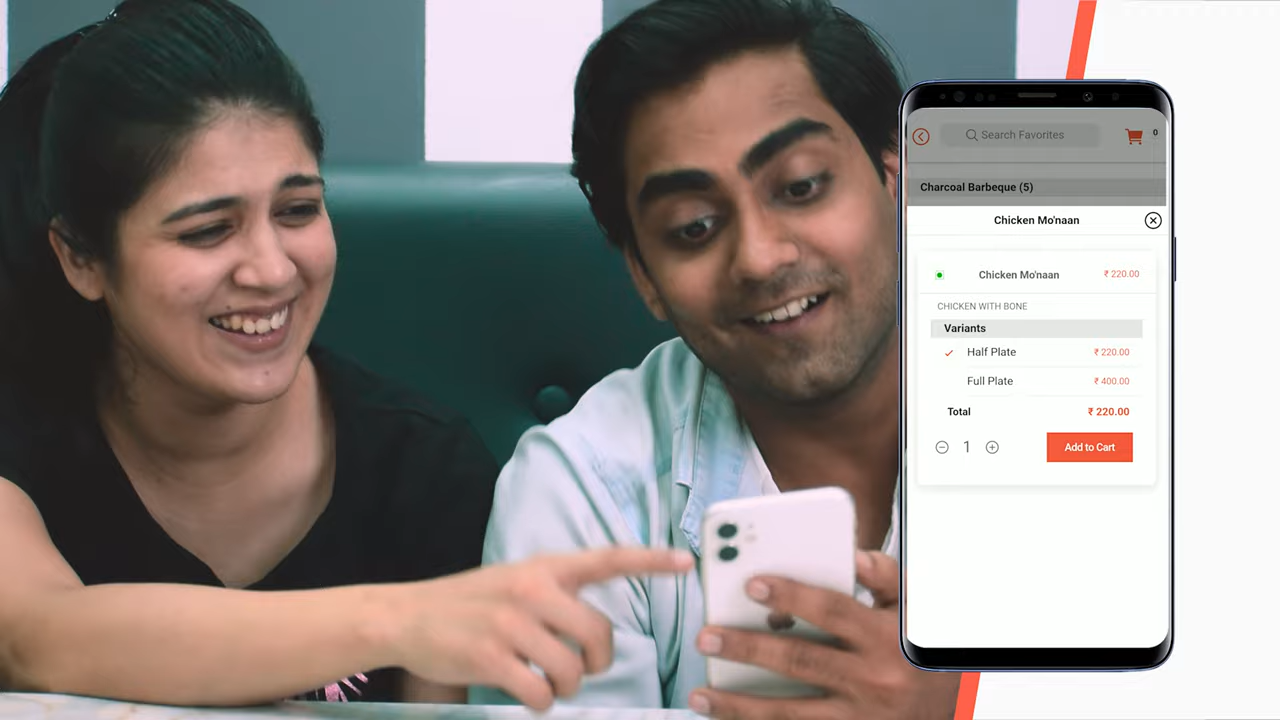 Search Favorites
0
Charcoal Barbeque (5)
Chicken Mo'naan
Chicken Mo'naan ₹ 220.00
CHICKEN WITH BONE
Variants
Half Plate ₹ 220.00
Full Plate ₹ 400.00
Total ₹ 220.00
1
Add to Cart